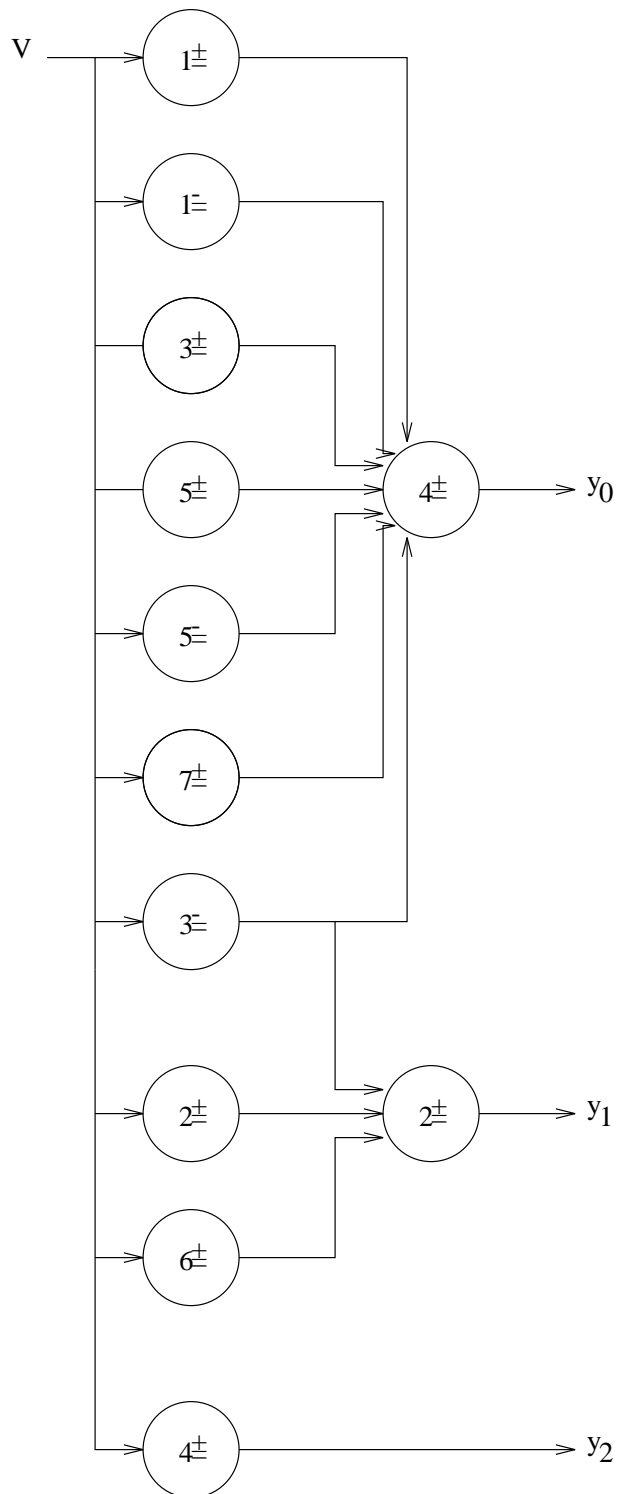 V
1⁺=
1⁻=
3⁺=
5⁺= 4⁺= y₀
5⁻=
7⁺=
3⁻=
2⁺= 2⁺= y₁
6⁺=
4⁺= y₂